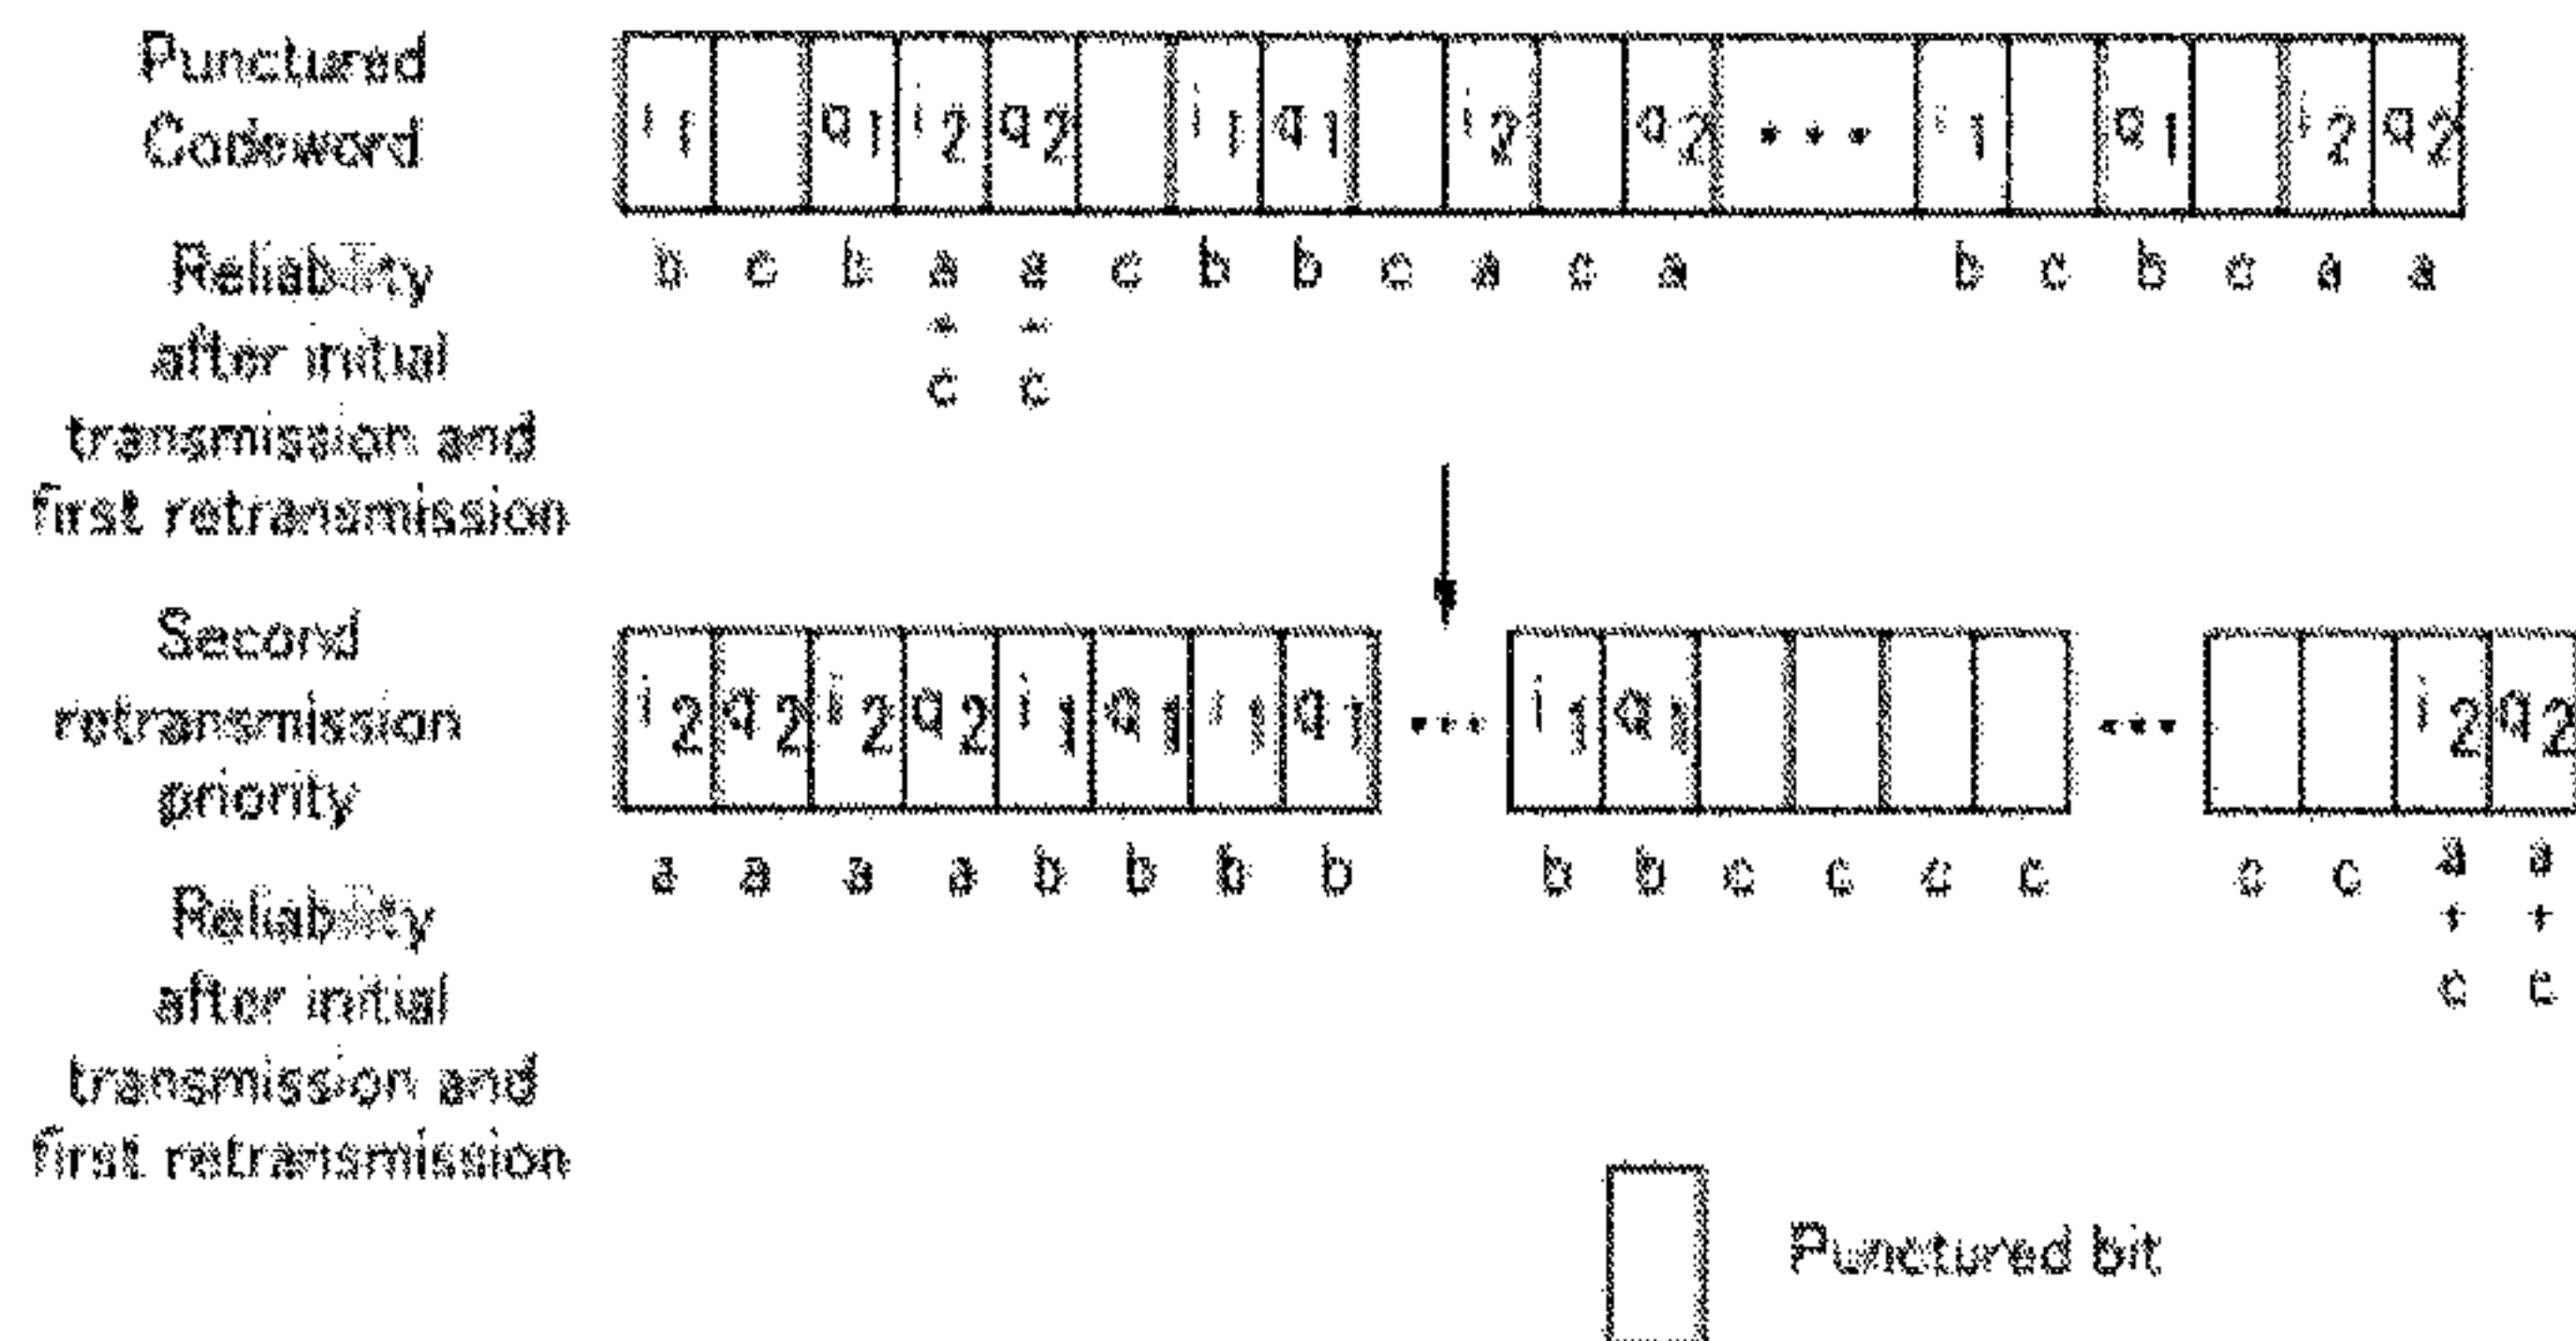 Punctured
Codeword
i1 q1 i2 q2 i1 q1 i2 q2 ••• i1 q1 i2 q2
Reliability
after initial
transmission and
first retransmission
b c b a a c b b c a c a b c b c a a
+ +
c c
Second
retransmission
priority
i2 q2 i2 q2 i1 q1 i1 q1 ••• i1 q1 ••• i2 q2
Reliability
after initial
transmission and
first retransmission
a a a a b b b b b b c c c c c c a a
+ +
c c
Punctured bit